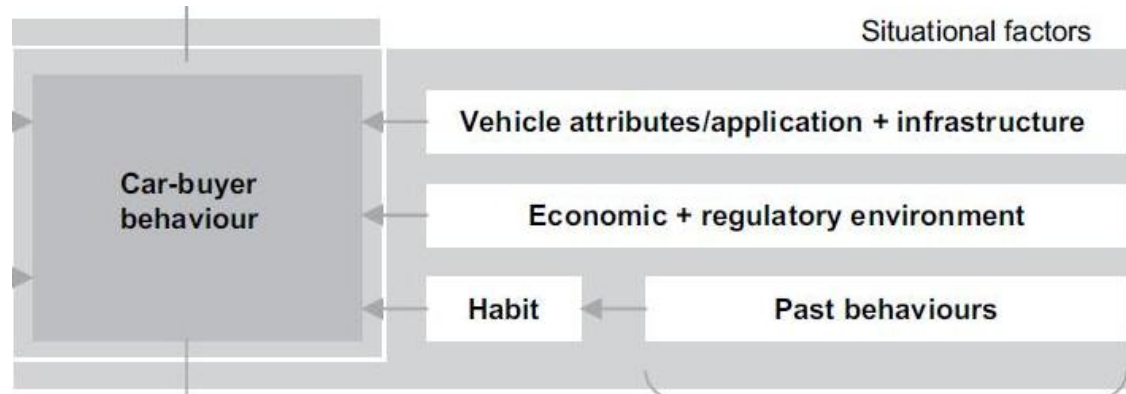 Situational factors
Vehicle attributes/application + infrastructure
Car-buyer
behaviour
Economic + regulatory environment
Habit
Past behaviours